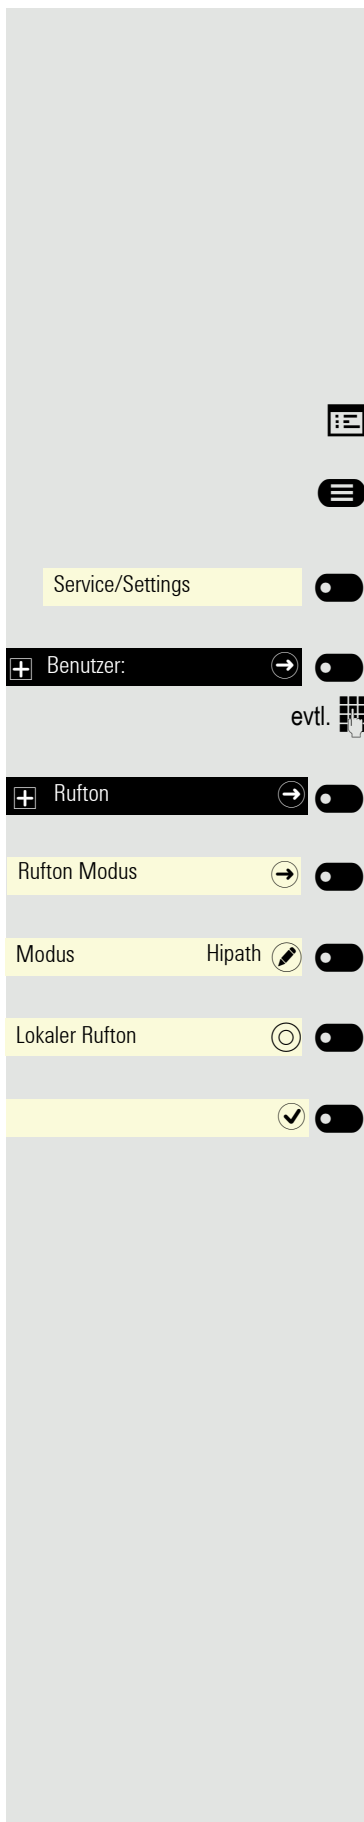 Service/Settings
Benutzer:
evtl.
Rufton
Rufton Modus
Modus Hipath
Lokaler Rufton